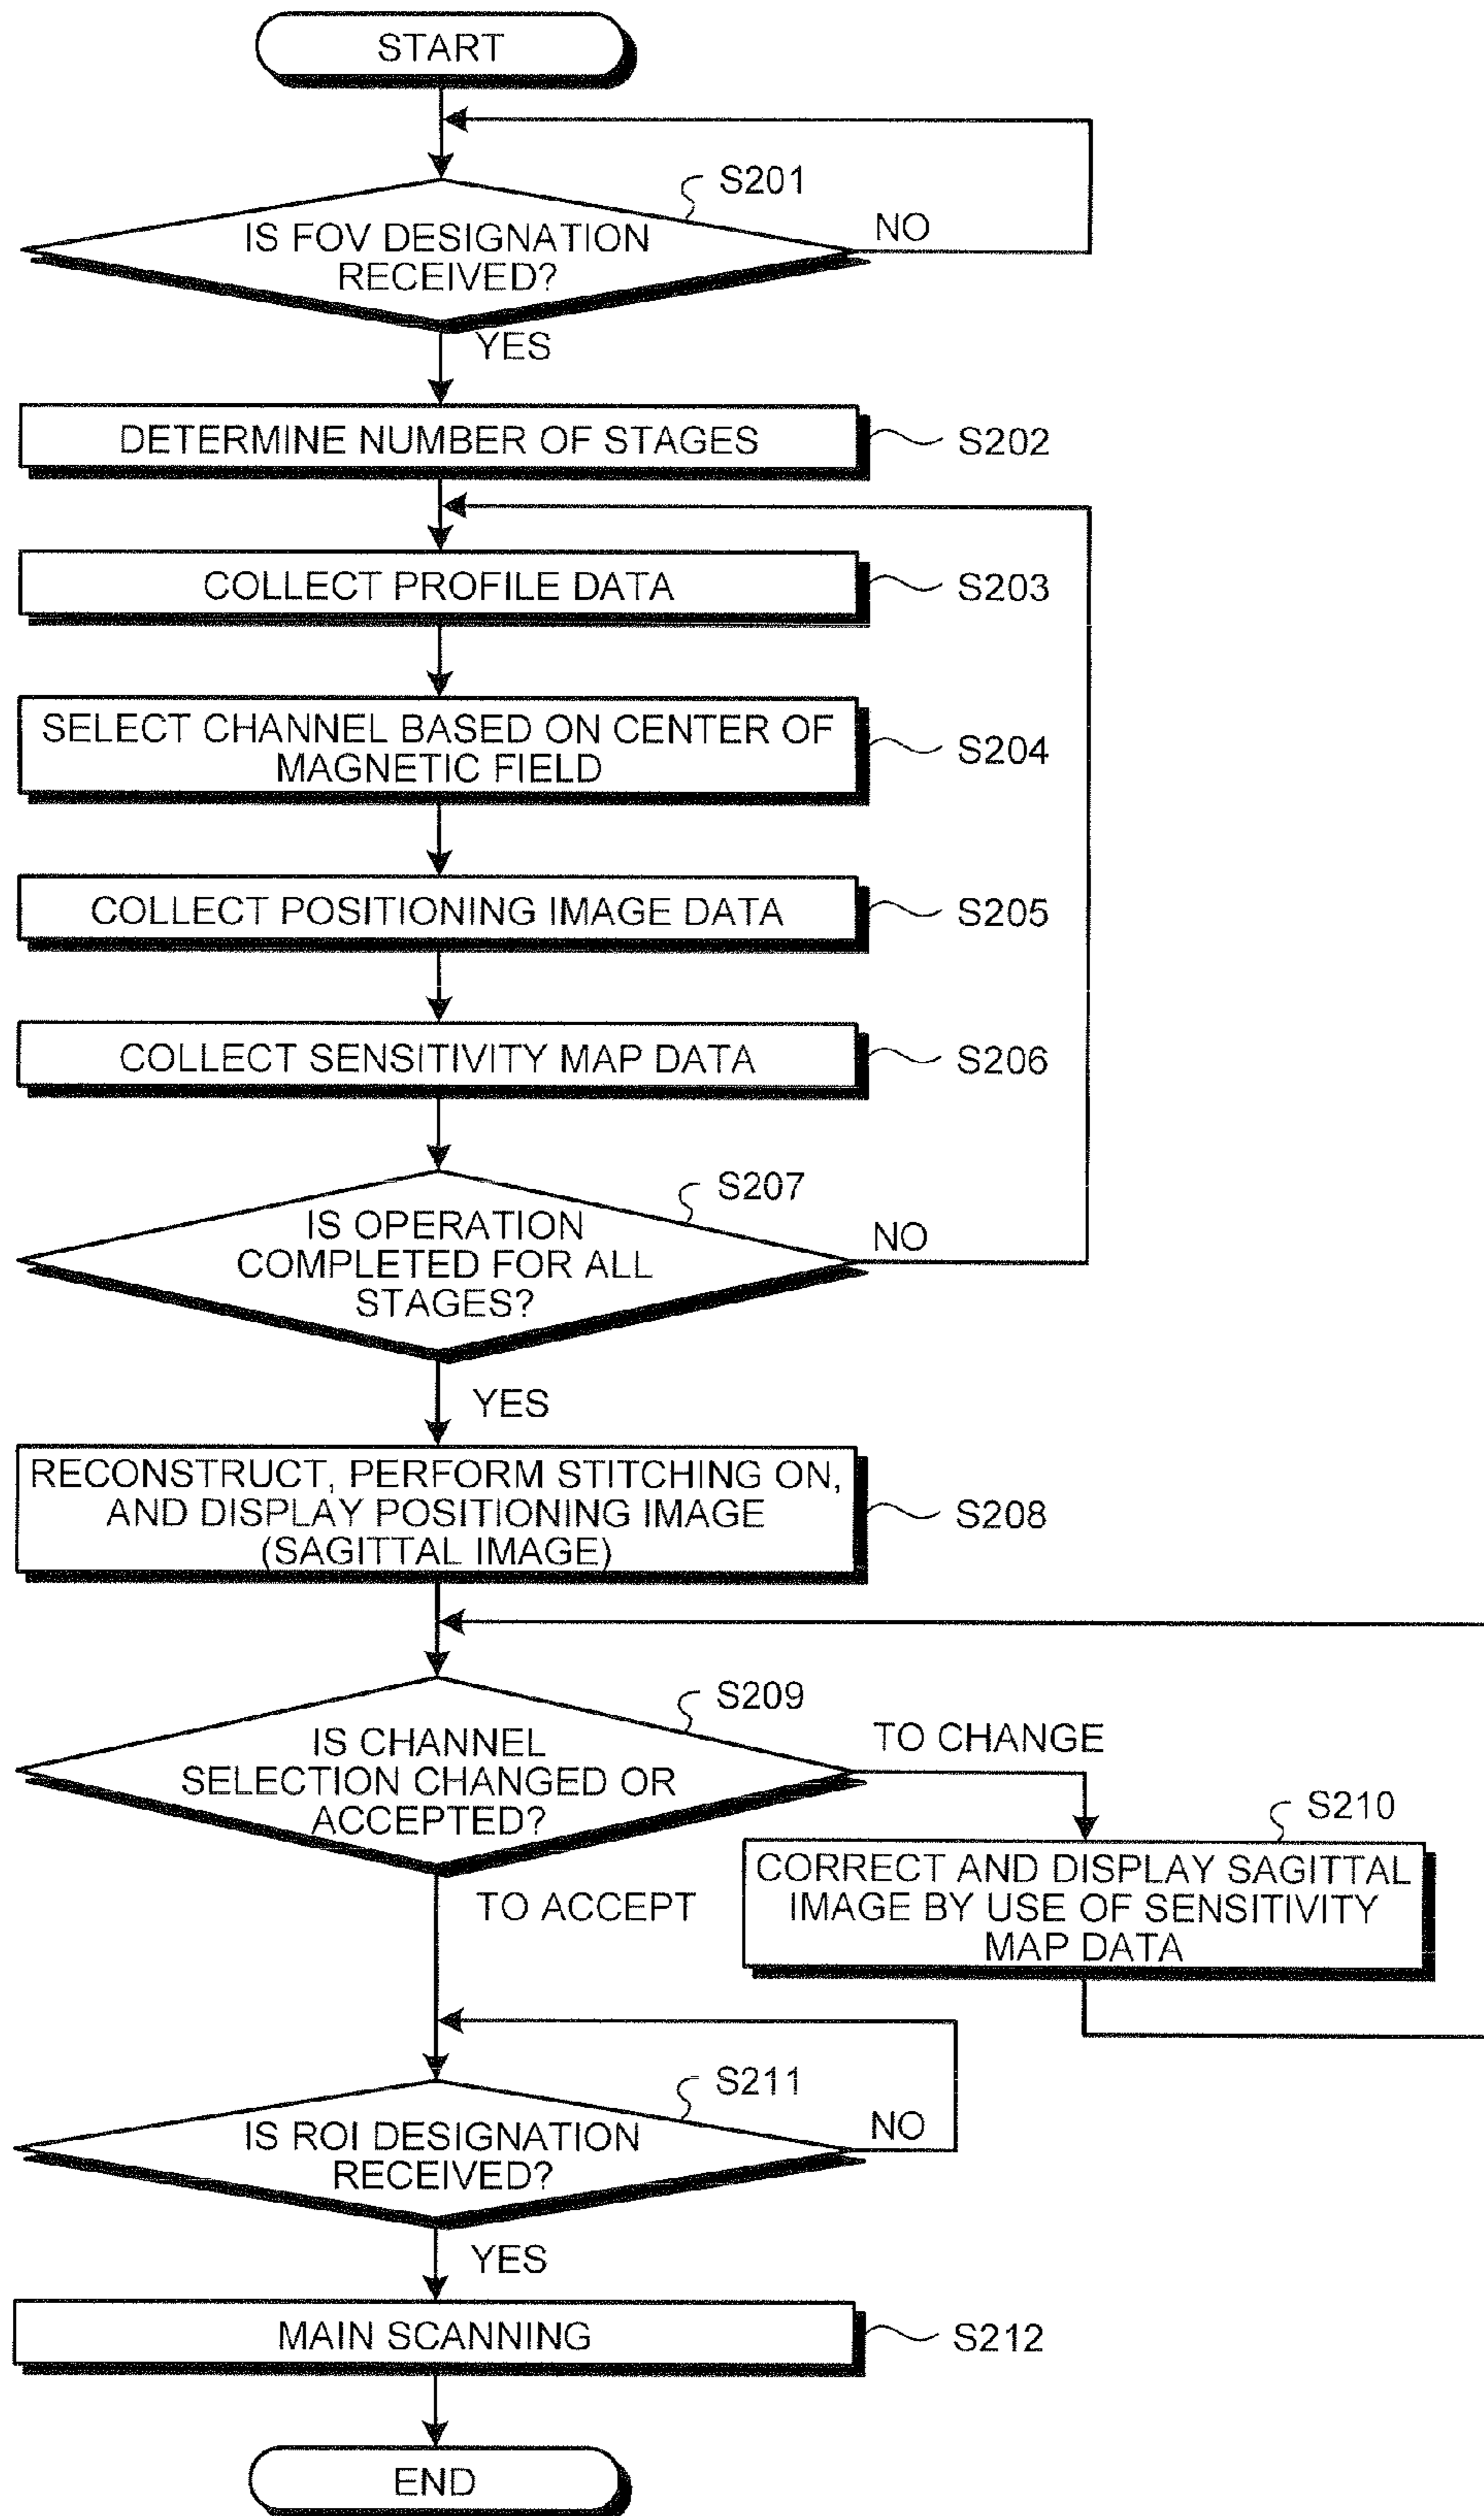 START
S201
IS FOV DESIGNATION
RECEIVED?
NO
YES
DETERMINE NUMBER OF STAGES
S202
COLLECT PROFILE DATA
S203
SELECT CHANNEL BASED ON CENTER OF
MAGNETIC FIELD
S204
COLLECT POSITIONING IMAGE DATA
S205
COLLECT SENSITIVITY MAP DATA
S206
S207
IS OPERATION
COMPLETED FOR ALL
STAGES?
NO
YES
RECONSTRUCT, PERFORM STITCHING ON,
AND DISPLAY POSITIONING IMAGE
(SAGITTAL IMAGE)
S208
S209
IS CHANNEL
SELECTION CHANGED OR
ACCEPTED?
TO CHANGE
S210
CORRECT AND DISPLAY SAGITTAL
IMAGE BY USE OF SENSITIVITY
MAP DATA
TO ACCEPT
S211
IS ROI DESIGNATION
RECEIVED?
NO
YES
MAIN SCANNING
S212
END